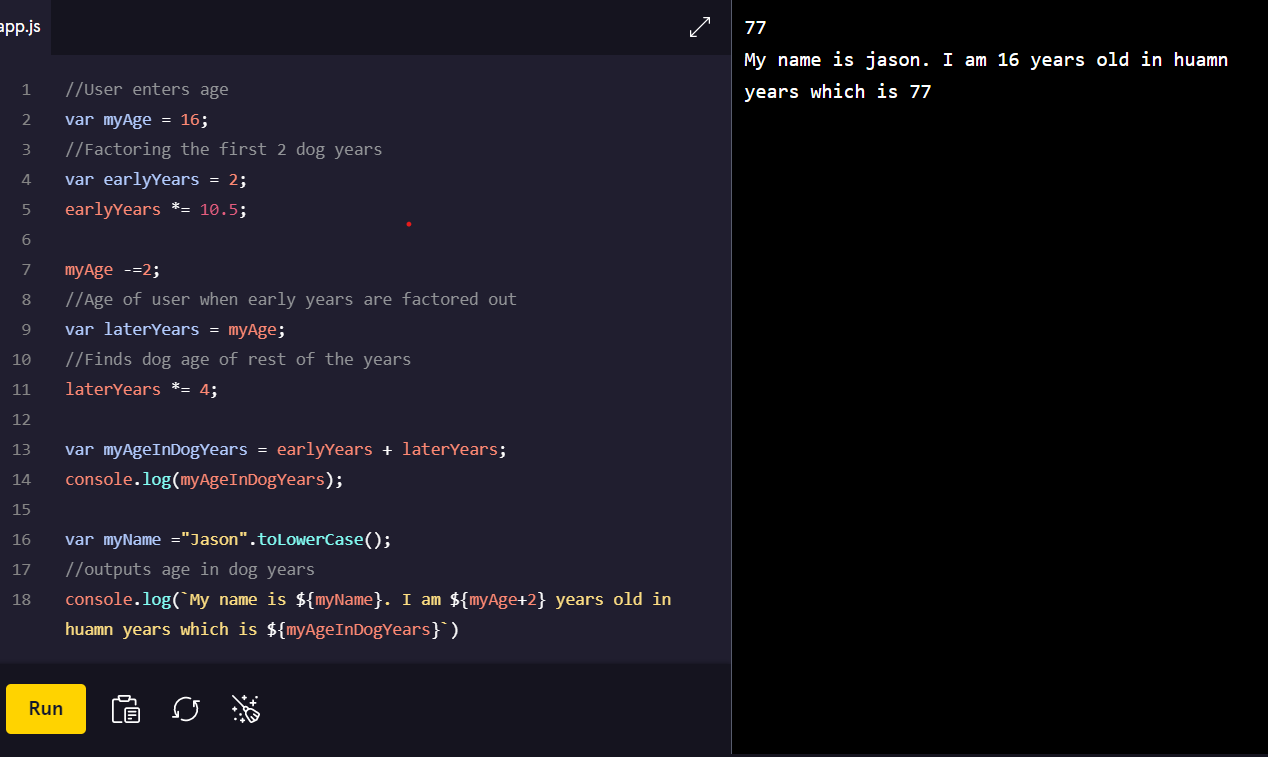 app.js
1 //User enters age
2 var myAge = 16;
3 //Factoring the first 2 dog years
4 var earlyYears = 2;
5 earlyYears *= 10.5;
6
7 myAge -=2;
8 //Age of user when early years are factored out
9 var laterYears = myAge;
10 //Finds dog age of rest of the years
11 laterYears *= 4;
12
13 var myAgeInDogYears = earlyYears + laterYears;
14 console.log(myAgeInDogYears);
15
16 var myName ="Jason".toLowerCase();
17 //outputs age in dog years
18 console.log(`My name is ${myName}. I am ${myAge+2} years old in
huamn years which is ${myAgeInDogYears}`)
Run
77
My name is jason. I am 16 years old in huamn
years which is 77